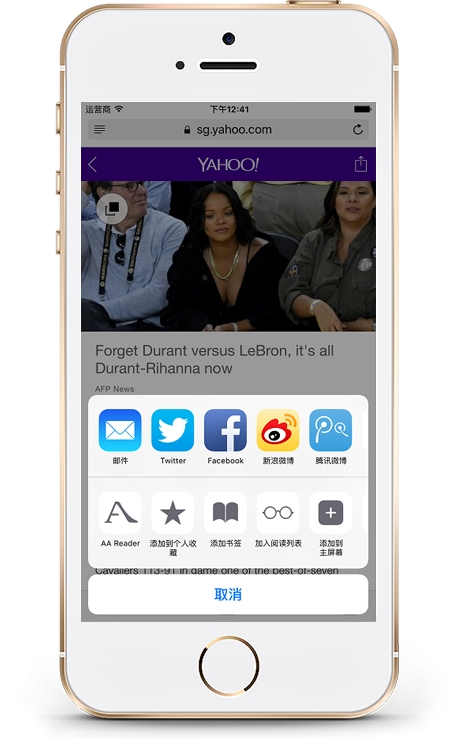 运营商
下午12:41
sg.yahoo.com
YAHOO!
Forget Durant versus LeBron, it's all
Durant-Rihanna now
AFP News
邮件
Twitter
Facebook
新浪微博
腾讯微博
AA Reader
添加到个人收
藏
添加书签
加入阅读列表
添加到
主屏幕
Cavaliers 113-91 in game one of the best-of-seven
取消